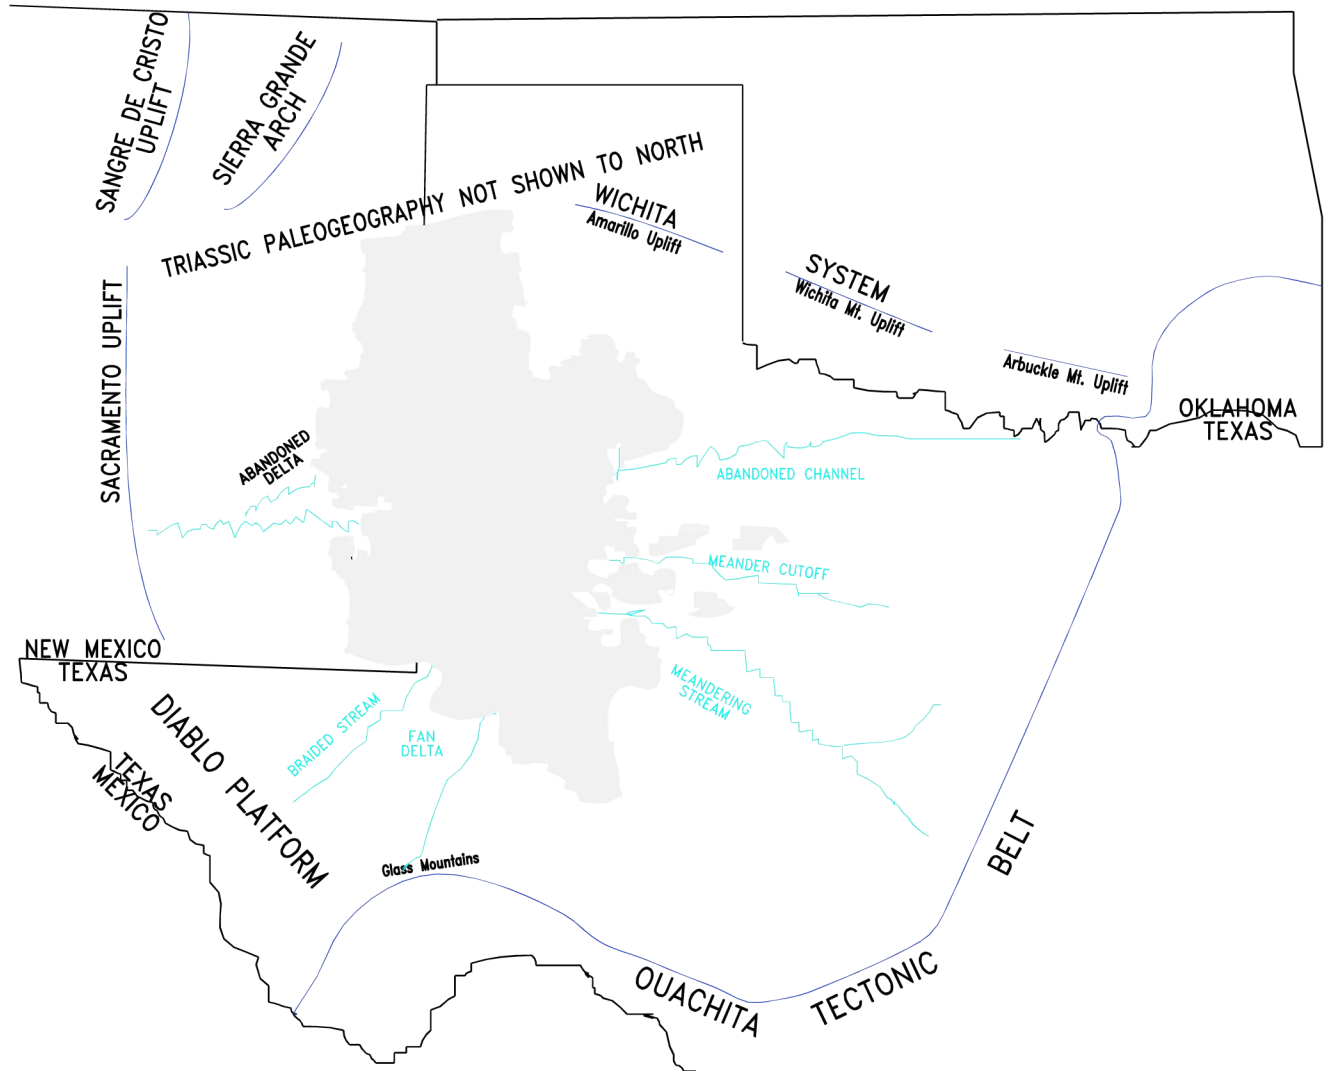 SANGRE DE CRISTO
UPLIFT
SIERRA GRANDE
ARCH
TRIASSIC PALEOGEOGRAPHY NOT SHOWN TO NORTH
WICHITA
Amarillo Uplift
SYSTEM
Wichita Mt. Uplift
Arbuckle Mt. Uplift
OKLAHOMA
TEXAS
SACRAMENTO UPLIFT
ABANDONED
DELTA
ABANDONED CHANNEL
MEANDER CUTOFF
NEW MEXICO
TEXAS
MEANDERING
STREAM
DIABLO PLATFORM
BRAIDED STREAM
FAN
DELTA
TEXAS
MEXICO
Glass Mountains
BELT
OUACHITA
TECTONIC